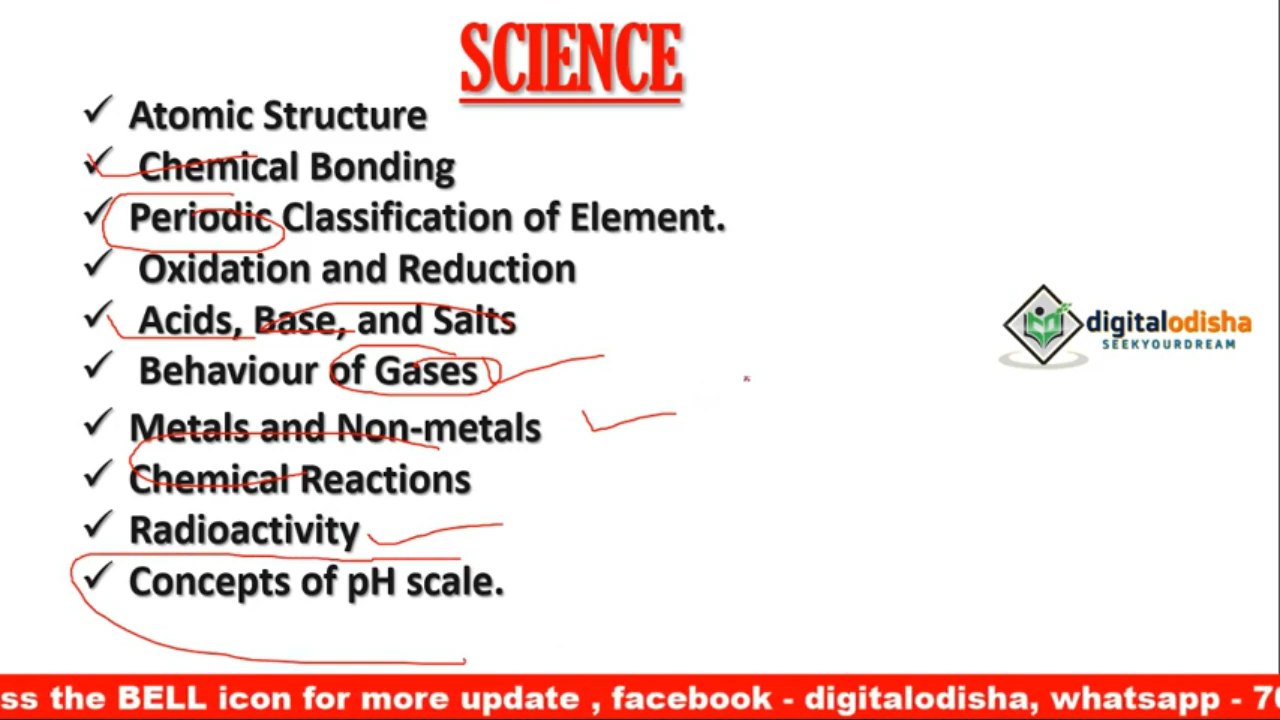 SCIENCE
✓ Atomic Structure
✓ Chemical Bonding
✓ Periodic Classification of Element.
✓ Oxidation and Reduction
✓ Acids, Base, and Salts
✓ Behaviour of Gases
✓ Metals and Non-metals
✓ Chemical Reactions
✓ Radioactivity
✓ Concepts of pH scale.
digitalodisha
SEEKYOURDREAM
ss the BELL icon for more update , facebook - digitalodisha, whatsapp - 70